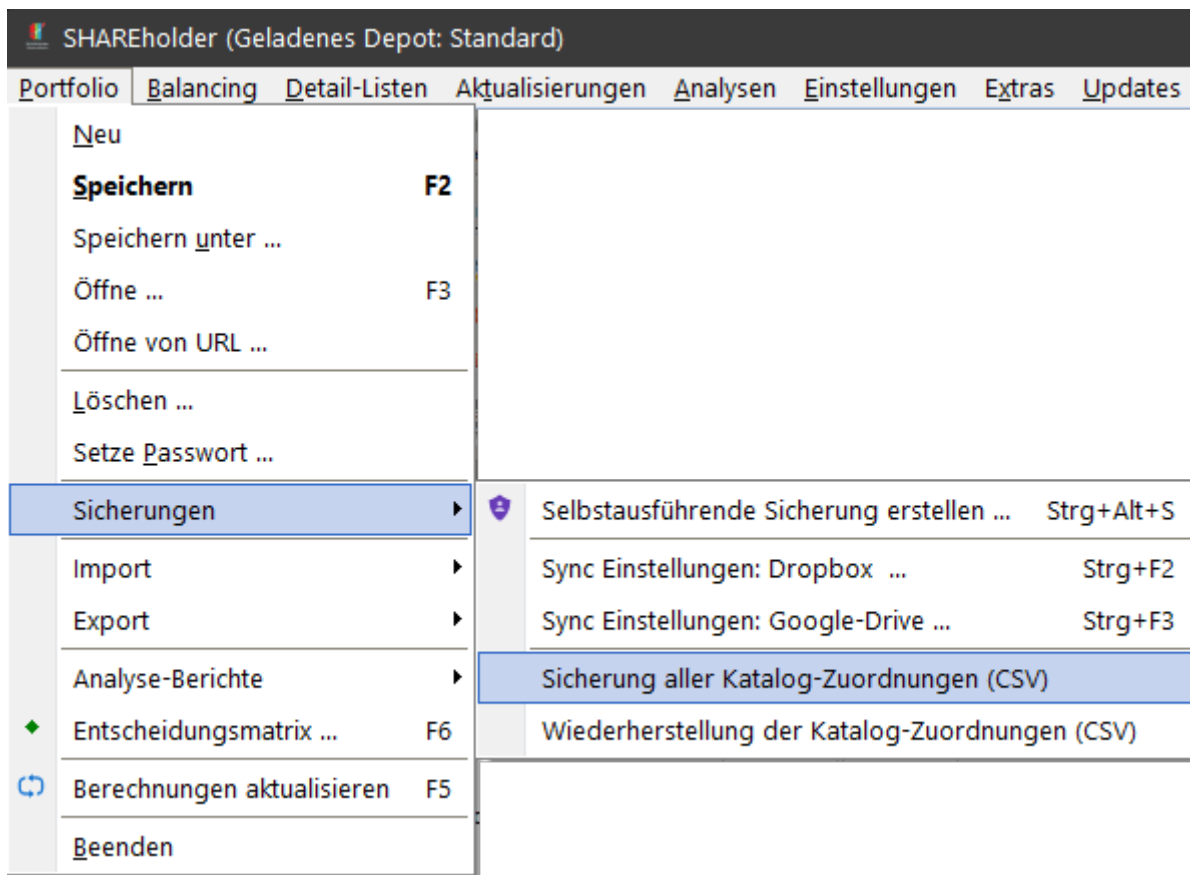 SHAREholder (Geladenes Depot: Standard)
Portfolio Balancing Detail-Listen Aktualisierungen Analysen Einstellungen Extras Updates
Neu
Speichern F2
Speichern unter ...
Öffne ... F3
Öffne von URL ...
Löschen ...
Setze Passwort ...
Sicherungen
Import
Export
Analyse-Berichte
Entscheidungsmatrix ... F6
Berechnungen aktualisieren F5
Beenden
Selbstausführende Sicherung erstellen ... Strg+Alt+S
Sync Einstellungen: Dropbox ... Strg+F2
Sync Einstellungen: Google-Drive ... Strg+F3
Sicherung aller Katalog-Zuordnungen (CSV)
Wiederherstellung der Katalog-Zuordnungen (CSV)